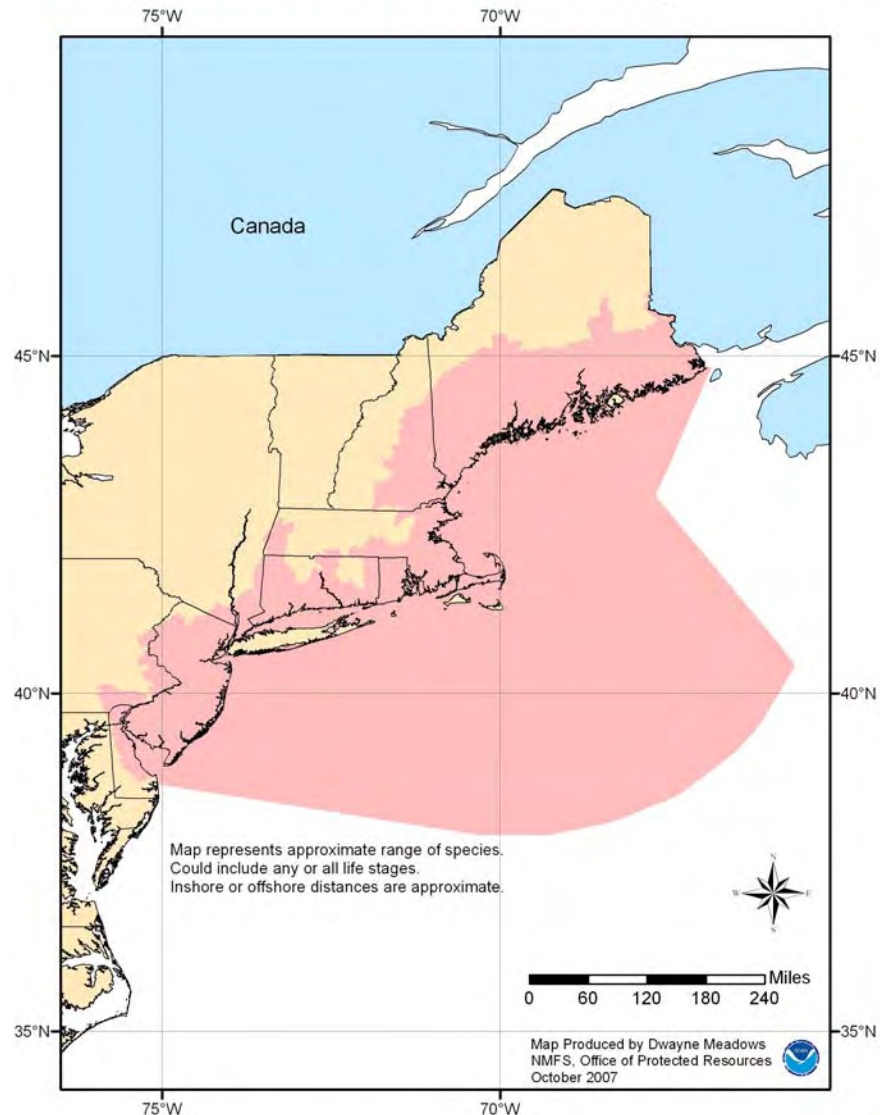 75°W 70°W
Canada
45°N 45°N
40°N 40°N
Map represents approximate range of species.
Could include any or all life stages.
Inshore or offshore distances are approximate.
N
W E
S
Miles
0 60 120 180 240
35°N 35°N
Map Produced by Dwayne Meadows
NMFS, Office of Protected Resources
October 2007
75°W 70°W